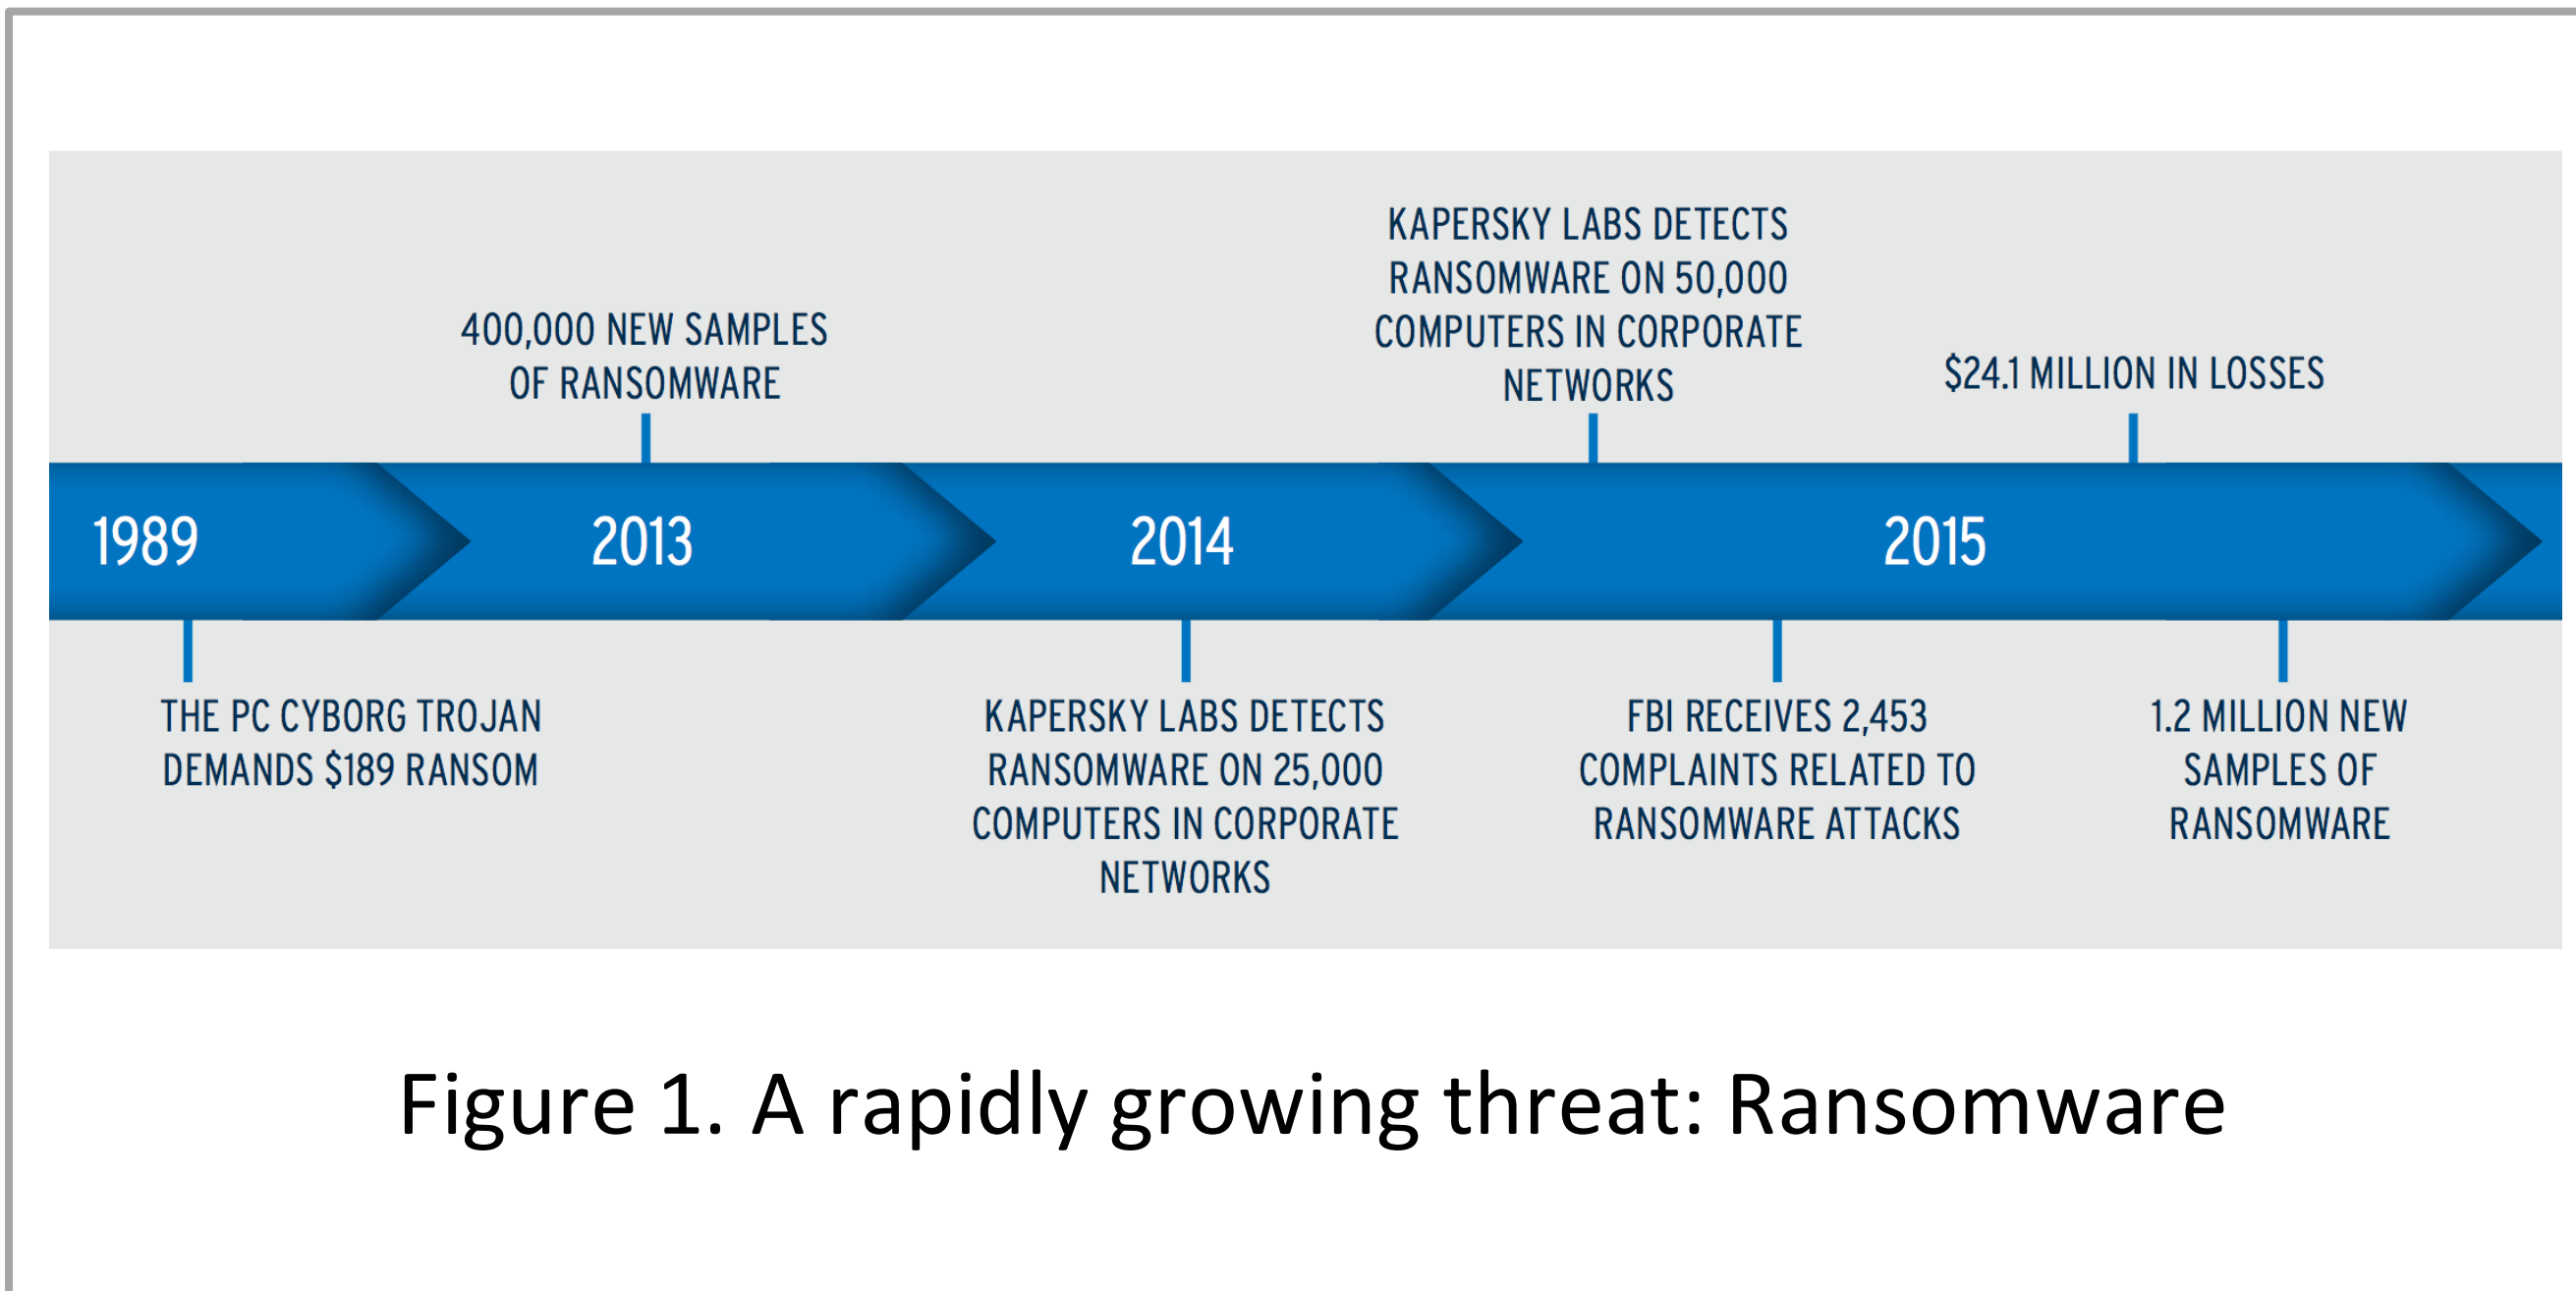 KAPERSKY LABS DETECTS
RANSOMWARE ON 50,000
COMPUTERS IN CORPORATE
NETWORKS
400,000 NEW SAMPLES
OF RANSOMWARE
$24.1 MILLION IN LOSSES
1989
2013
2014
2015
THE PC CYBORG TROJAN
DEMANDS $189 RANSOM
KAPERSKY LABS DETECTS
RANSOMWARE ON 25,000
COMPUTERS IN CORPORATE
NETWORKS
FBI RECEIVES 2,453
COMPLAINTS RELATED TO
RANSOMWARE ATTACKS
1.2 MILLION NEW
SAMPLES OF
RANSOMWARE
Figure 1. A rapidly growing threat: Ransomware